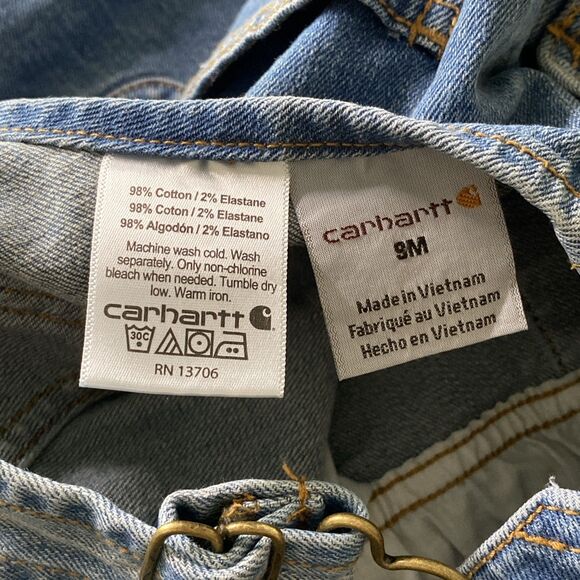 98% Cotton / 2% Elastane
98% Coton / 2% Elastane
98% Algodón / 2% Elastano
Machine wash cold. Wash
separately. Only non-chlorine
bleach when needed. Tumble dry
low. Warm iron.
carhartt
30C
RN 13706
carhartt
9M
Made in Vietnam
Fabriqué au Vietnam
Hecho en Vietnam